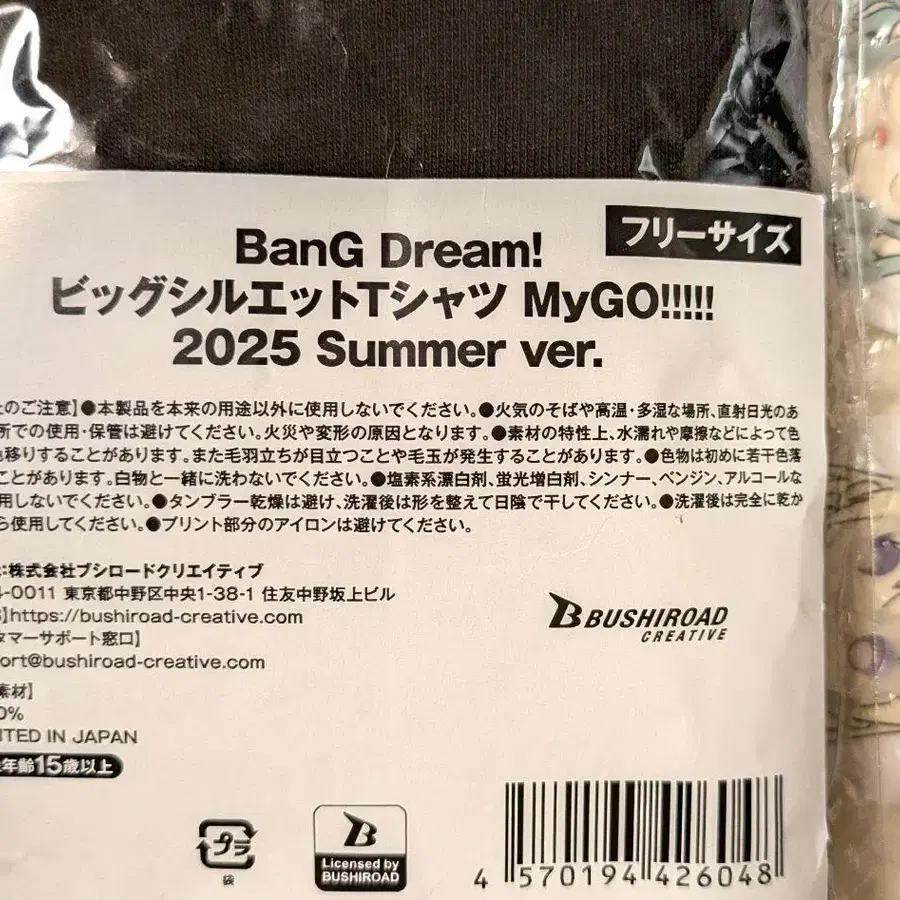 フリーサイズ
BanG Dream!
ビッグシルエットTシャツ MyGO!!!!!
2025 Summer ver.
のご注意】●本製品を本来の用途以外に使用しないでください。●火気のそばや高温・多湿な場所、直射日光のあ
所での使用・保管は避けてください。火災や変形の原因となります。●素材の特性上、水濡れや摩擦などによって色
色移りすることがあります。また毛羽立ちが目立つことや毛玉が発生することがあります。●色物は初めに若干色落
ことがあります。白物と一緒に洗わないでください。●塩素系漂白剤、蛍光増白剤、シンナー、ベンジン、アルコールな
用しないでください。●タンブラー乾燥は避け、洗濯後は形を整えて日陰で干してください。●洗濯後は完全に乾か
ら使用してください。●プリント部分のアイロンは避けてください。
:株式会社ブシロードクリエイティブ
-0011 東京都中野区中央1-38-1 住友中野坂上ビル
】https://bushiroad-creative.com
タマーサポート窓口】
ort@bushiroad-creative.com
素材】
0%
TED IN JAPAN
年齢15歳以上
BUSHIROAD
CREATIVE
プラ
袋
Licensed by
BUSHIROAD
4 570194 426048